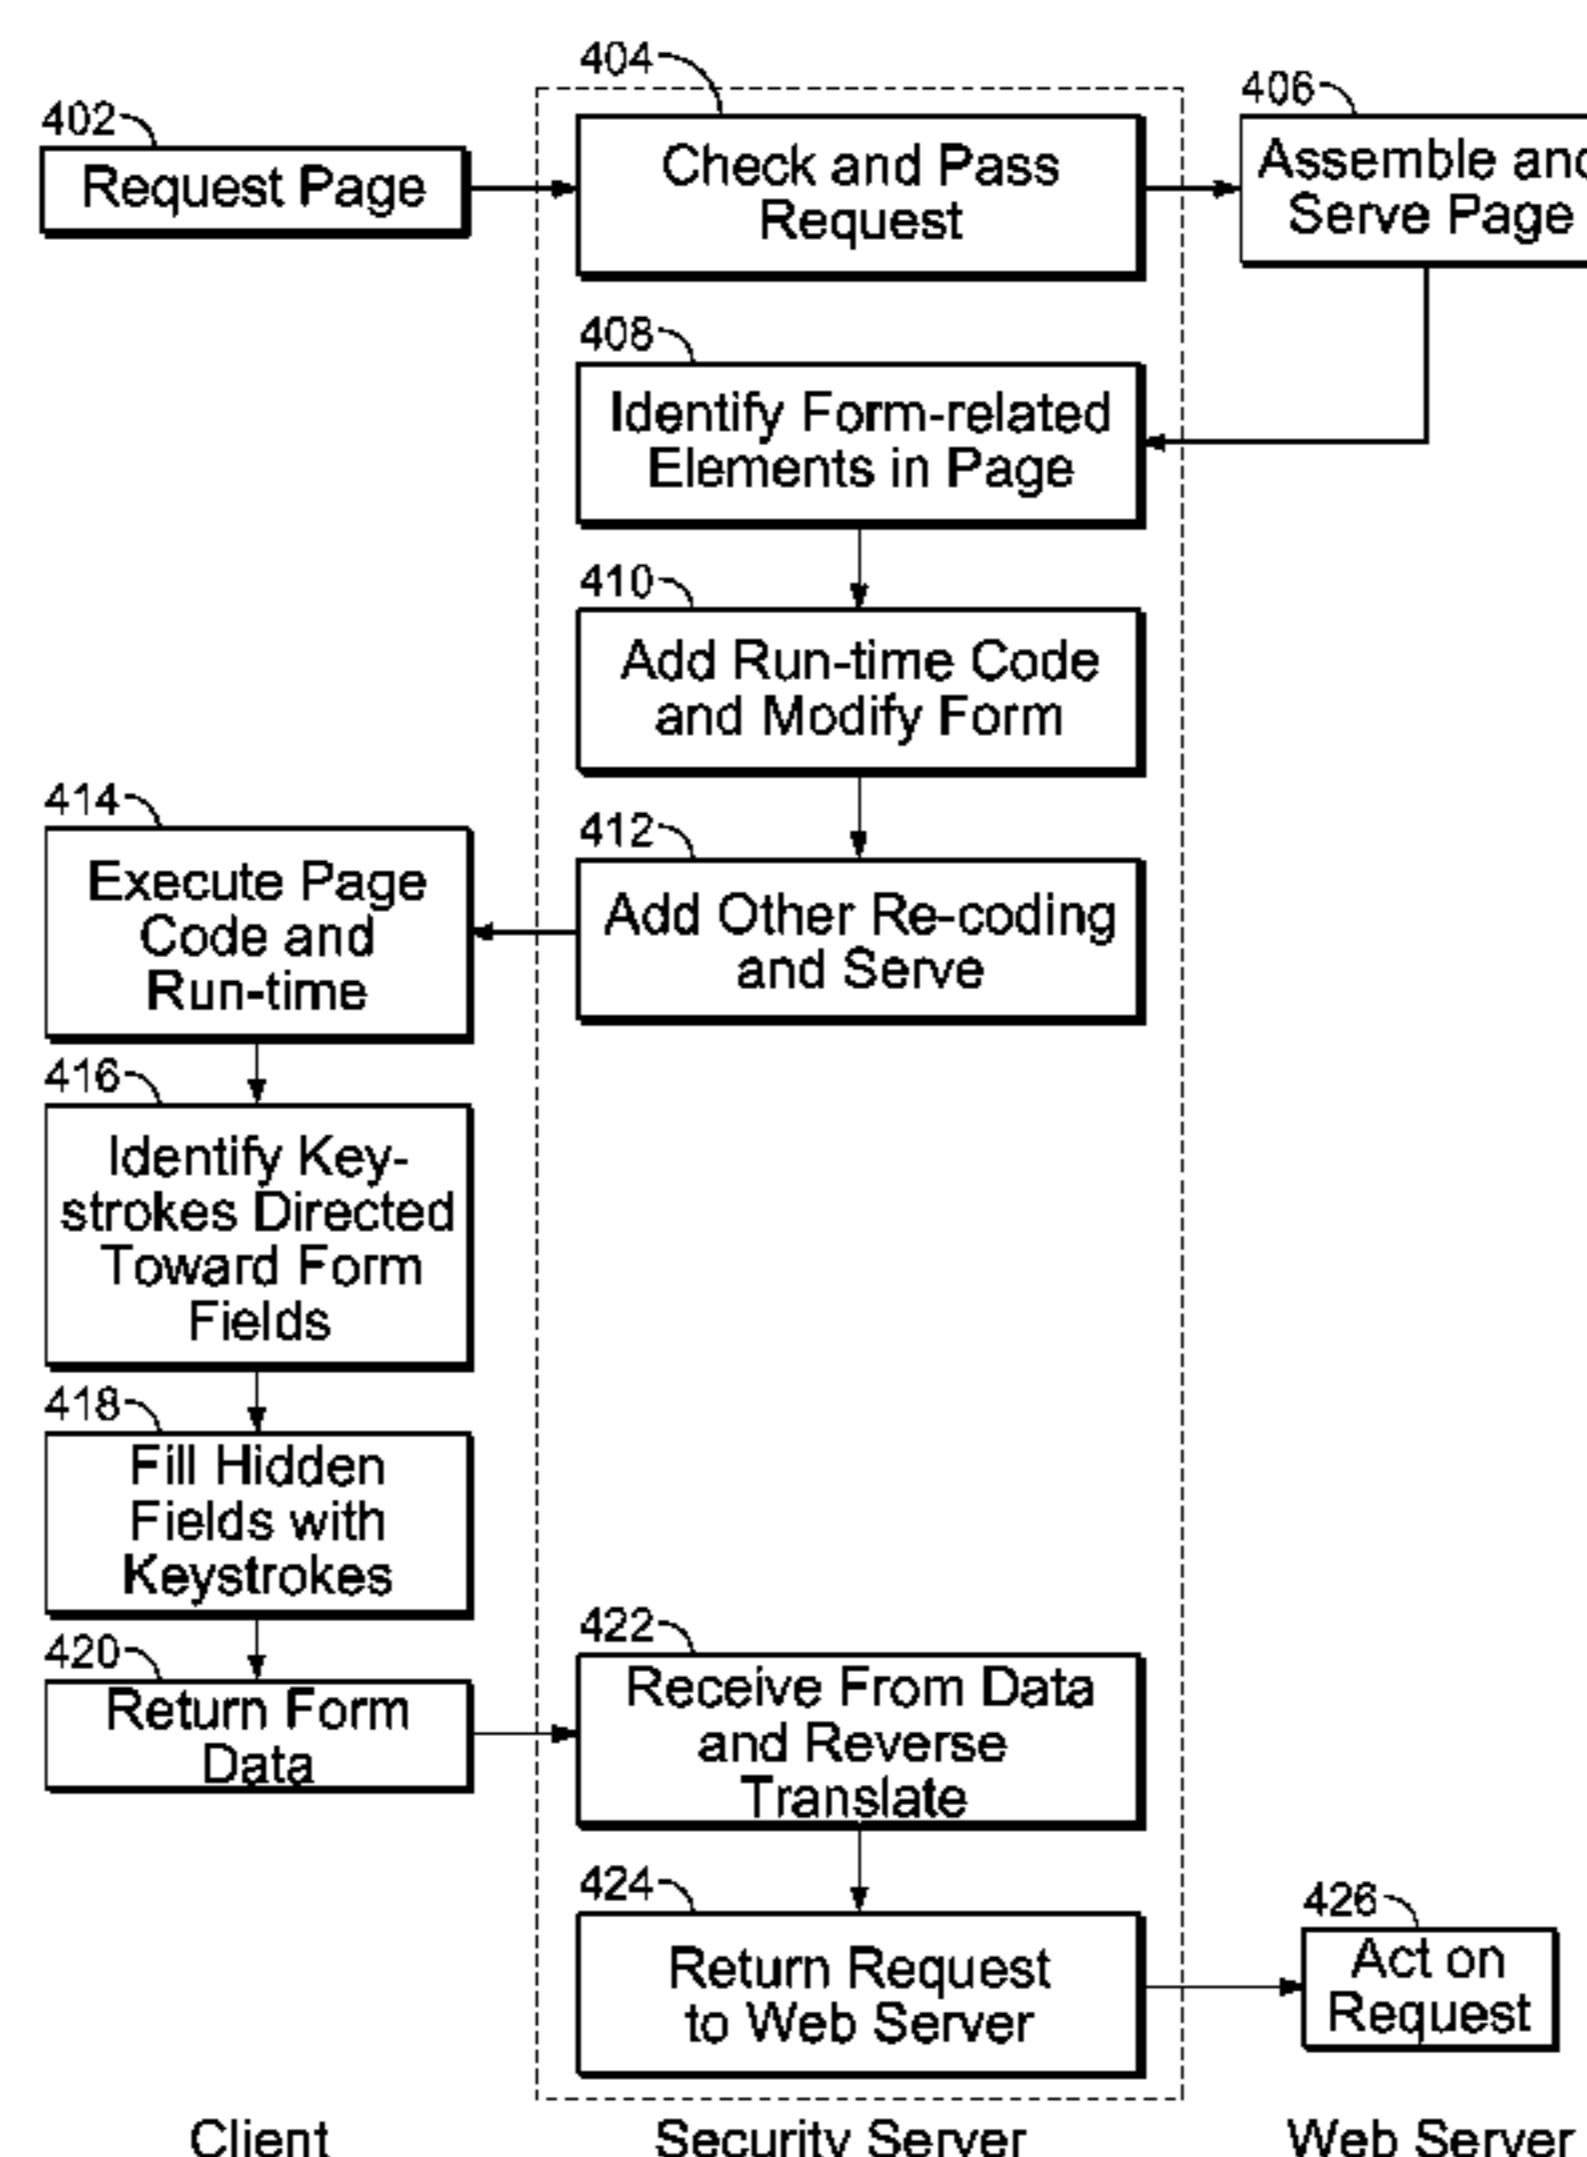 404
406
402
Request Page
Check and Pass
Request
Assemble and
Serve Page
408
Identify Form-related
Elements in Page
410
Add Run-time Code
and Modify Form
414
Execute Page
Code and
Run-time
412
Add Other Re-coding
and Serve
416
Identify Key-
strokes Directed
Toward Form
Fields
418
Fill Hidden
Fields with
Keystrokes
420
Return Form
Data
422
Receive From Data
and Reverse
Translate
424
Return Request
to Web Server
426
Act on
Request
Client
Security Server
Web Server